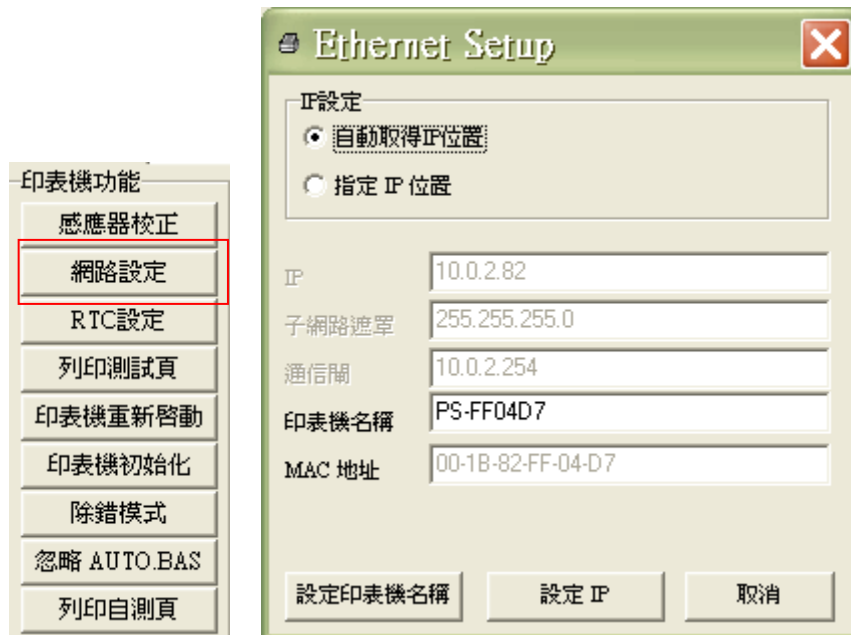 印表機功能
感應器校正
網路設定
RTC設定
列印測試頁
印表機重新啓動
印表機初始化
除錯模式
忽略 AUTO.BAS
列印自測頁
Ethernet Setup
IP設定
自動取得IP位置
指定 IP 位置
IP 10.0.2.82
子網路遮罩 255.255.255.0
通信閘 10.0.2.254
印表機名稱 PS-FF04D7
MAC 地址 00-1B-82-FF-04-D7
設定印表機名稱 設定 IP 取消